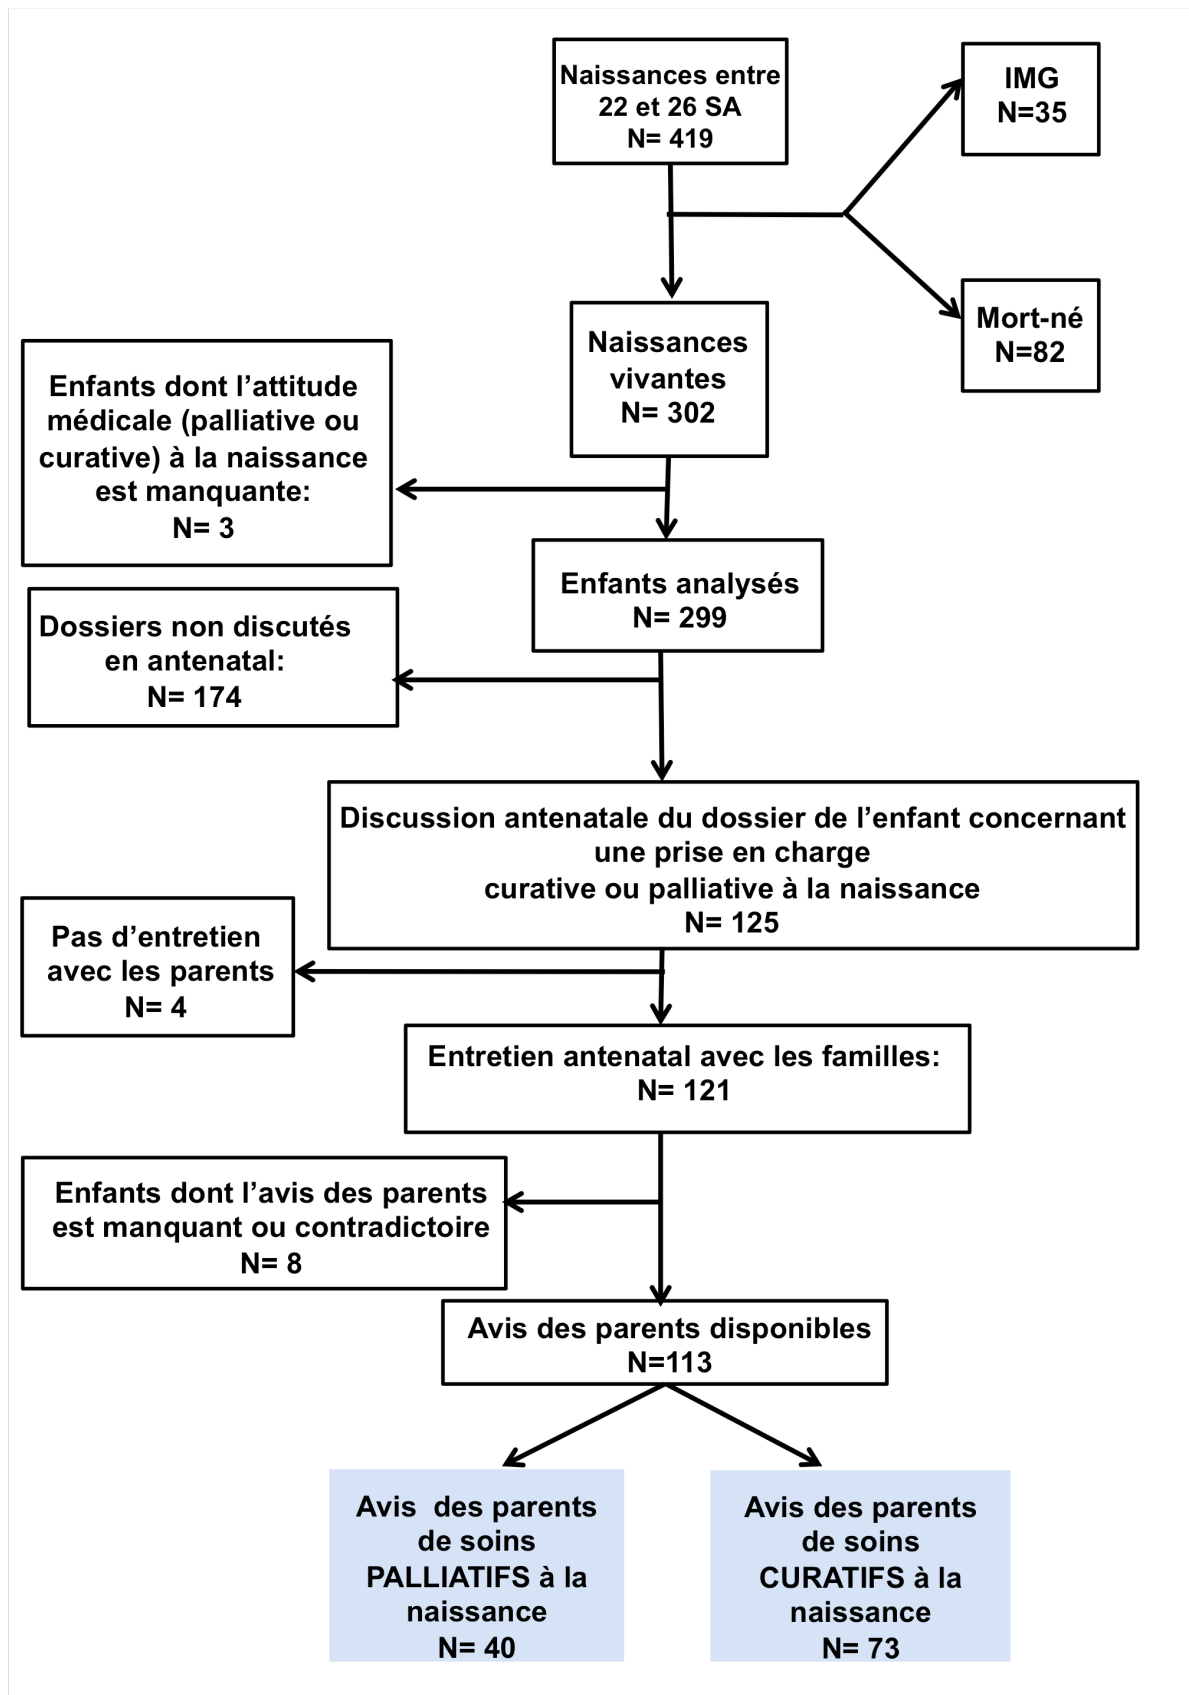 Naissances entre
22 et 26 SA
N= 419
IMG
N=35
Mort-né
N=82
Naissances
vivantes
N= 302
Enfants dont l’attitude
médicale (palliative ou
curative) à la naissance
est manquante:
N= 3
Enfants analysés
N= 299
Dossiers non discutés
en antenatal:
N= 174
Discussion antenatale du dossier de l’enfant concernant
une prise en charge
curative ou palliative à la naissance
N= 125
Pas d’entretien
avec les parents
N= 4
Entretien antenatal avec les familles:
N= 121
Enfants dont l’avis des parents
est manquant ou contradictoire
N= 8
Avis des parents disponibles
N=113
Avis des parents
de soins
PALLIATIFS à la
naissance
N= 40
Avis des parents
de soins
CURATIFS à la
naissance
N= 73